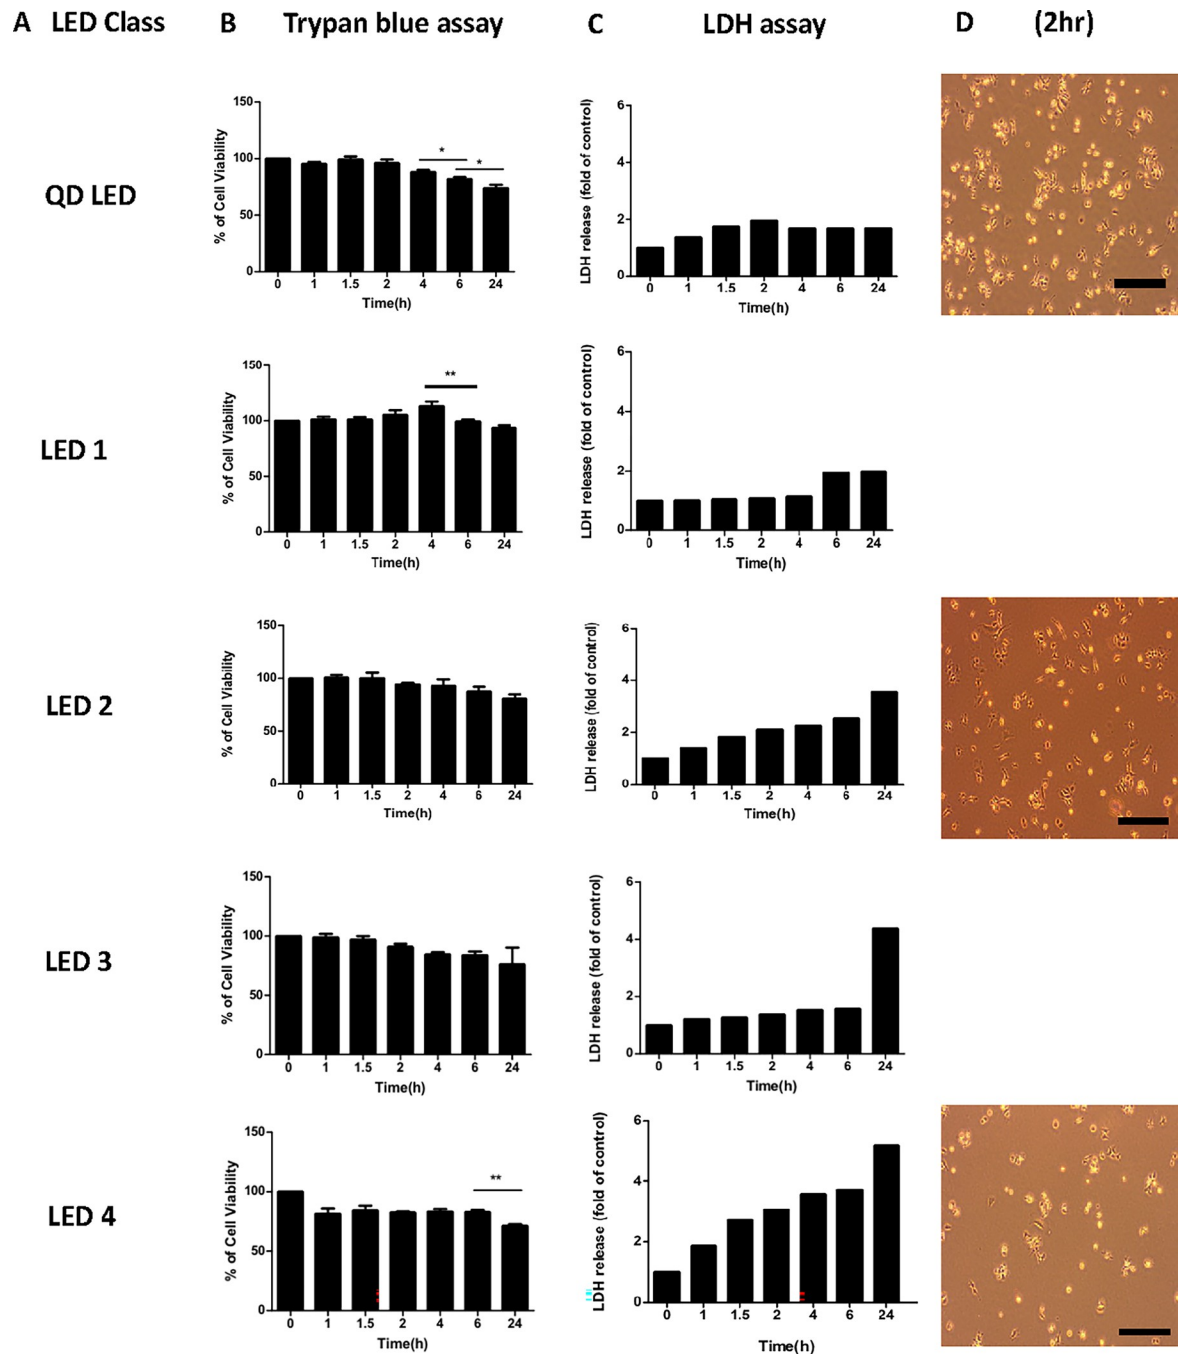 A LED Class B Trypan blue assay C LDH assay D (2hr)
QD LED
% of Cell Viability
150
100
50
0
* *
0 1 1.5 2 4 6 24
Time(h)
LDH release (fold of control)
6
4
2
0
0 1 1.5 2 4 6 24
Time(h)
LED 1
% of Cell Viability
150
100
50
0
**
0 1 1.5 2 4 6 24
Time(h)
LDH release (fold of control)
6
4
2
0
0 1 1.5 2 4 6 24
Time(h)
LED 2
% of Cell Viability
150
100
50
0
0 1 1.5 2 4 6 24
Time(h)
LDH release (fold of control)
6
4
2
0
0 1 1.5 2 4 6 24
Time(h)
LED 3
% of Cell Viability
150
100
50
0
0 1 1.5 2 4 6 24
Time(h)
LDH release (fold of control)
6
4
2
0
0 1 1.5 2 4 6 24
Time(h)
LED 4
% of Cell Viability
150
100
50
0
**
0 1 1.5 2 4 6 24
Time(h)
LDH release (fold of control)
6
4
2
0
0 1 1.5 2 4 6 24
Time(h)